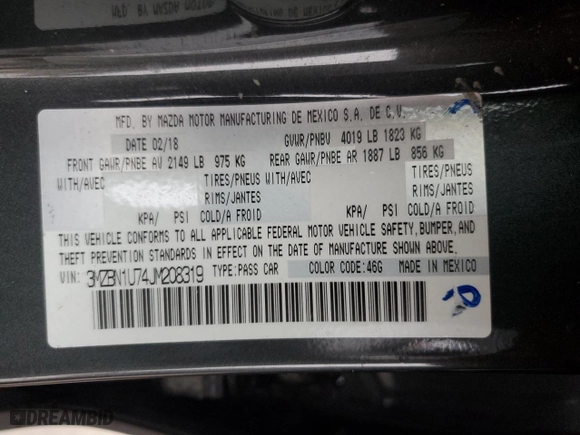 MFD. BY MAZDA MOTOR MANUFACTURING DE MEXICO S.A. DE C.V.
DATE 02/18 GVWR/PNBV 4019 LB 1823 KG
FRONT GAWR/PNBE AV 2149 LB 975 KG REAR GAWR/PNBE AR 1887 LB 856 KG
WITH/AVEC TIRES/PNEUS WITH/AVEC TIRES/PNEUS
RIMS/JANTES RIMS/JANTES
KPA/ PSI COLD/A FROID KPA/ PSI COLD/A FROID
THIS VEHICLE CONFORMS TO ALL APPLICABLE FEDERAL MOTOR VEHICLE SAFETY,BUMPER,AND
THEFT PREVENTION STANDARDS IN EFFECT ON THE DATE OF MANUFACTURE SHOWN ABOVE.
VIN: 3MZBN1U74JM208319 TYPE:PASS CAR COLOR CODE:46G MADE IN MEXICO
DREAMBID